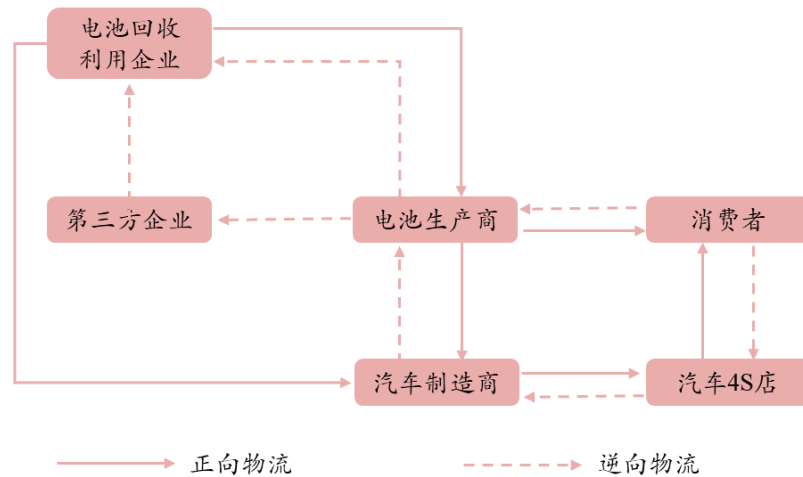 电池回收
利用企业
第三方企业
电池生产商
消费者
汽车制造商
汽车4S店
正向物流
逆向物流